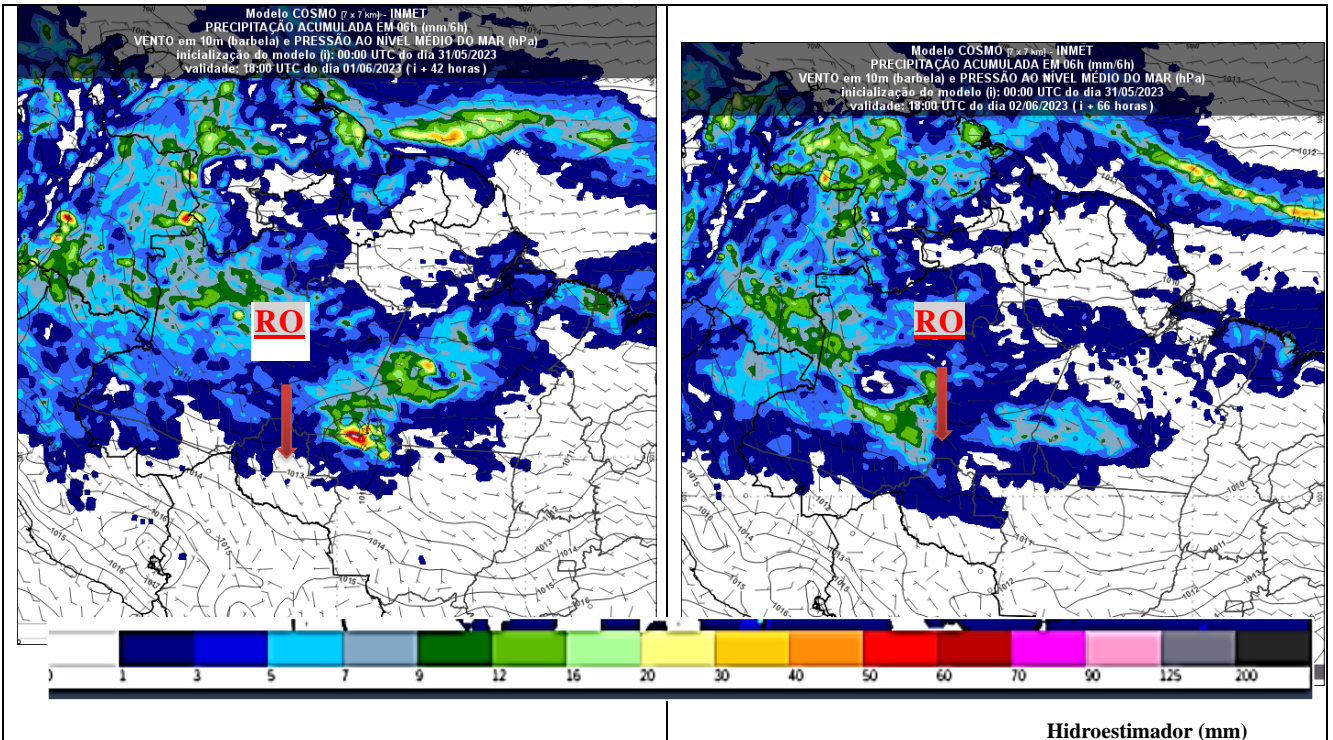 Modelo COSMO [7 x 7 km] - INMET
PRECIPITAÇÃO ACUMULADA EM 06h (mm/6h)
VENTO em 10m (barbela) e PRESSÃO AO NÍVEL MÉDIO DO MAR (hPa)
inicialização do modelo (i): 00:00 UTC do dia 31/05/2023
validade: 18:00 UTC do dia 01/06/2023 ( i + 42 horas )
RO
Modelo COSMO [7 x 7 km] - INMET
PRECIPITAÇÃO ACUMULADA EM 06h (mm/6h)
VENTO em 10m (barbela) e PRESSÃO AO NÍVEL MÉDIO DO MAR (hPa)
inicialização do modelo (i): 00:00 UTC do dia 31/05/2023
validade: 18:00 UTC do dia 02/06/2023 ( i + 66 horas )
RO
1 3 5 7 9 12 16 20 30 40 50 60 70 90 125 200
Hidroestimador (mm)